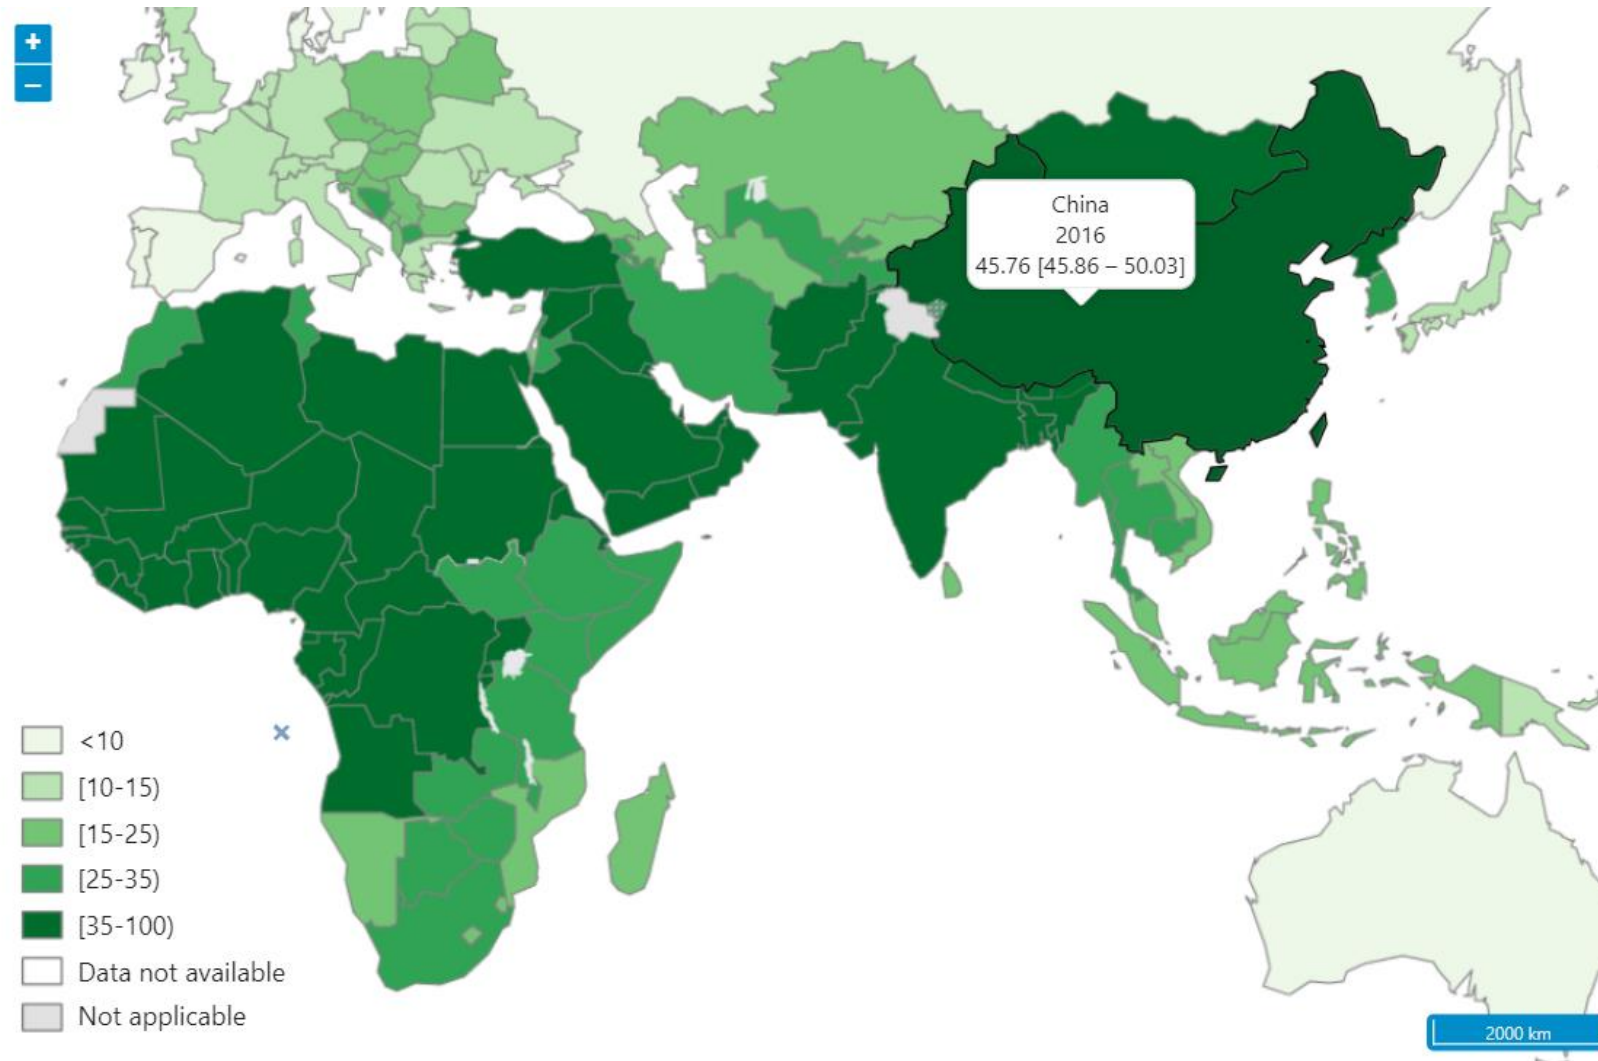 +
–
China
2016
45.76 [45.86 – 50.03]
<10
[10-15)
[15-25)
[25-35)
[35-100)
Data not available
Not applicable
2000 km